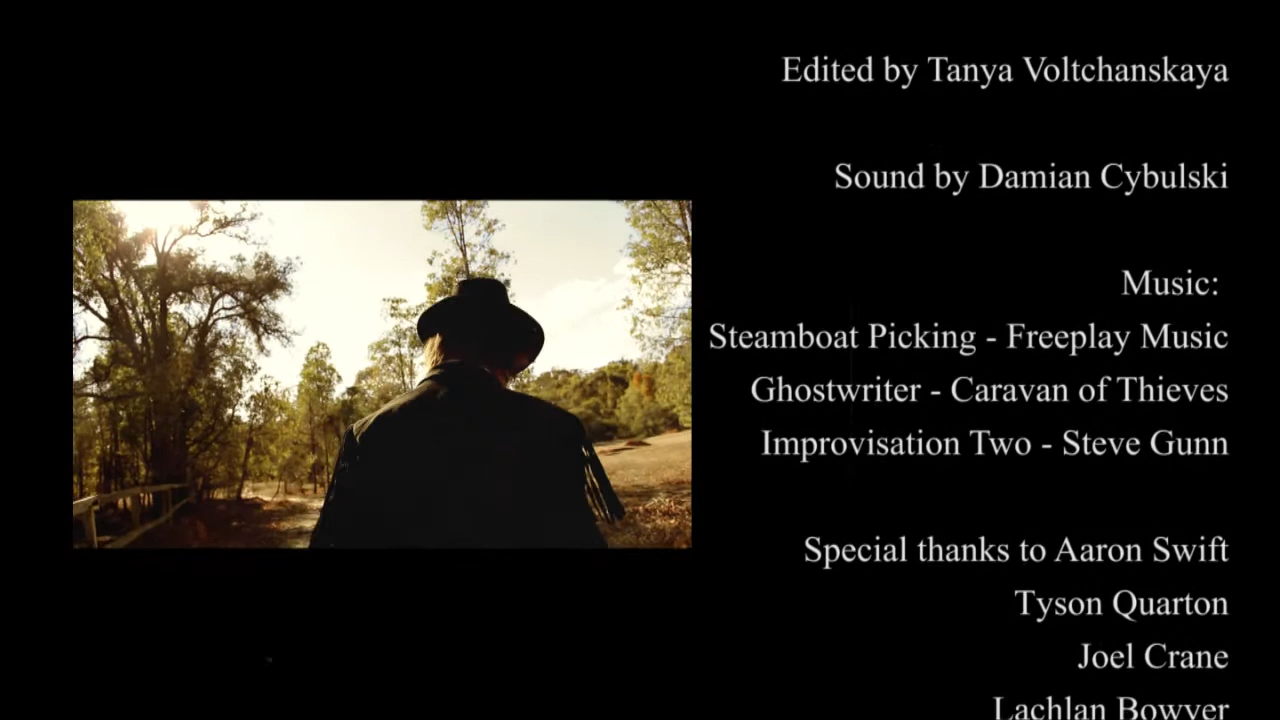 Edited by Tanya Voltchanskaya
Sound by Damian Cybulski
Music:
Steamboat Picking - Freeplay Music
Ghostwriter - Caravan of Thieves
Improvisation Two - Steve Gunn
Special thanks to Aaron Swift
Tyson Quarton
Joel Crane
Lachlan Bowyer